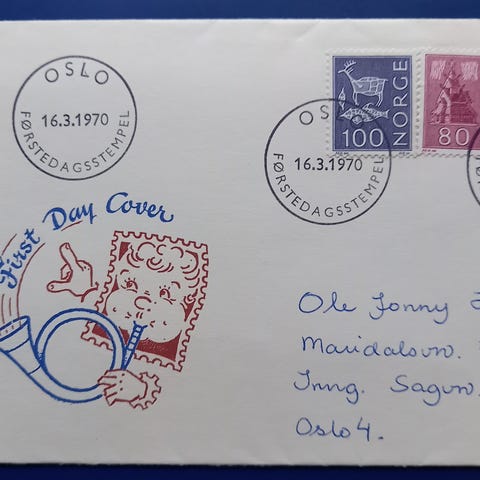 OSLO
16.3.1970
FØRSTEDAGSSTEMPEL
OSLO
16.3.1970
FØRSTEDAGSSTEMPEL
100 NORGE
80
First Day Cover
Ole Jonny
Maridalsvn.
Inng. Sagvn.
Oslo 4.